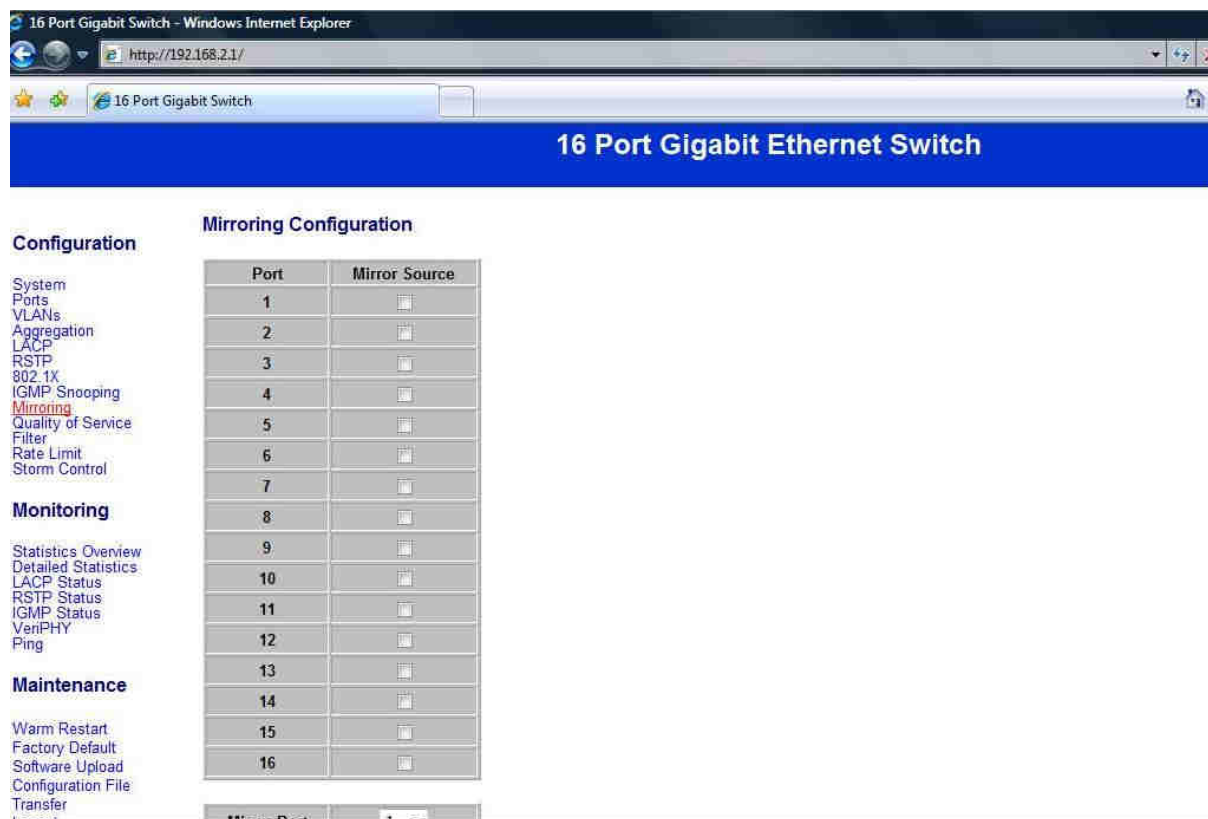 16 Port Gigabit Switch - Windows Internet Explorer
http://192.168.2.1/
16 Port Gigabit Switch
16 Port Gigabit Ethernet Switch
Configuration
System
Ports
VLANs
Aggregation
LACP
RSTP
802.1X
IGMP Snooping
Mirroring
Quality of Service
Filter
Rate Limit
Storm Control
Monitoring
Statistics Overview
Detailed Statistics
LACP Status
RSTP Status
IGMP Status
VeriPHY
Ping
Maintenance
Warm Restart
Factory Default
Software Upload
Configuration File
Transfer
Mirroring Configuration
Port Mirror Source
1
2
3
4
5
6
7
8
9
10
11
12
13
14
15
16
Mirror Port 1